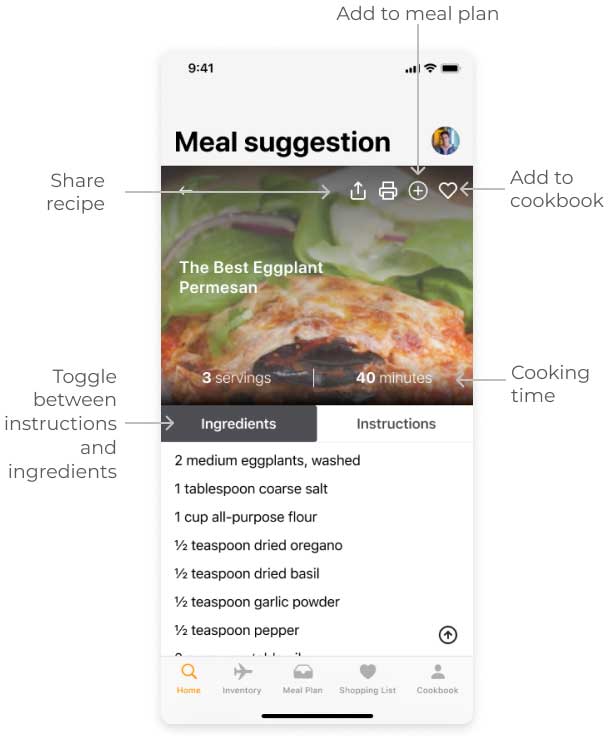 Add to meal plan
9:41
Meal suggestion
Share
recipe
Add to
cookbook
The Best Eggplant
Permesan
3 servings
40 minutes
Cooking
time
Toggle
between
instructions
and
ingredients
Ingredients
Instructions
2 medium eggplants, washed
1 tablespoon coarse salt
1 cup all-purpose flour
½ teaspoon dried oregano
½ teaspoon dried basil
½ teaspoon garlic powder
½ teaspoon pepper
Home
Inventory
Meal Plan
Shopping List
Cookbook